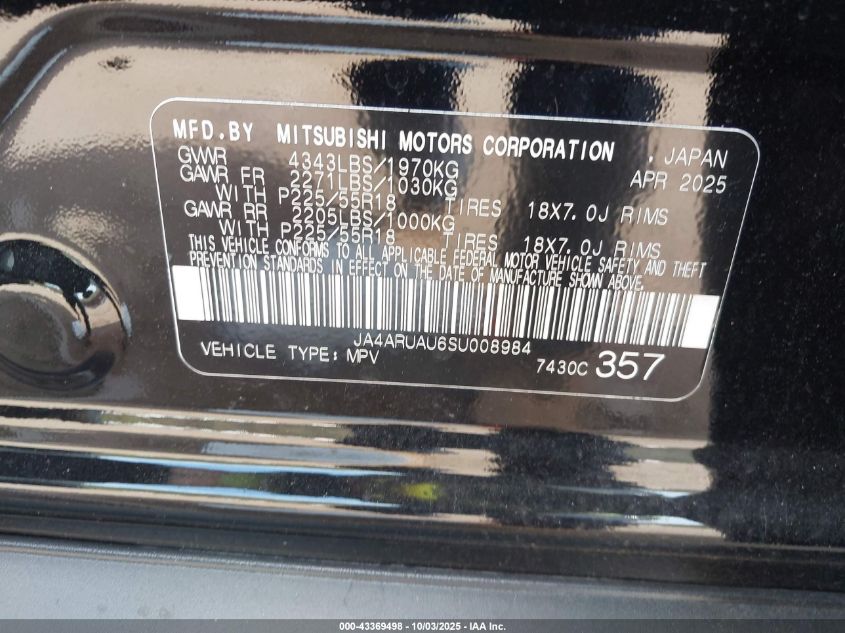 MFD.BY MITSUBISHI MOTORS CORPORATION . JAPAN
GWR 4343LBS/1970KG APR 2025
GAWR FR 2271LBS/1030KG
WITH P225/55R18 TIRES 18X7.0J RIMS
GAWR RR 2205LBS/1000KG
WITH P225/55R18 TIRES 18X7.0J RIMS
THIS VEHICLE CONFORMS TO ALL APPLICABLE FEDERAL MOTOR VEHICLE SAFETY AND THEFT
PREVENTION STANDARDS IN EFFECT ON THE DATE OF MANUFACTURE SHOWN ABOVE.
JA4ARUAU6SU008984
VEHICLE TYPE: MPV 7430C 357
000-43369498 - 10/03/2025 - IAA Inc.